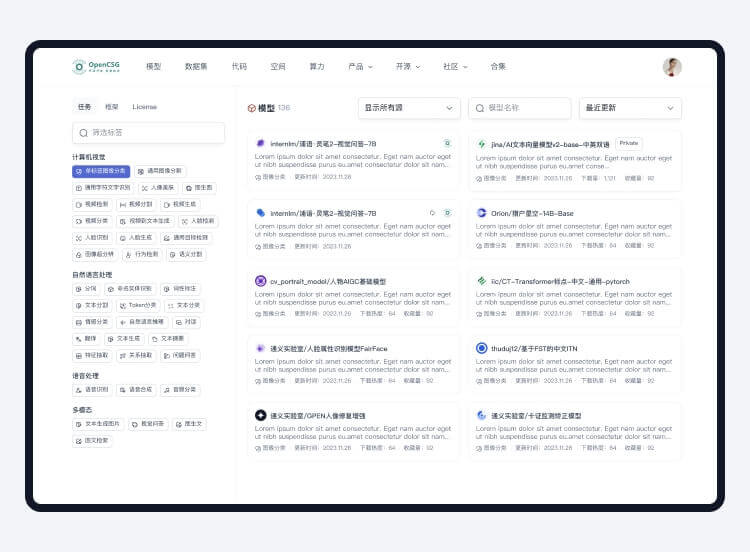 OpenCSG
模型 数据集 代码 空间 算力 产品 开源 社区 合集
任务 框架 License
模型 136
显示所有源
模型名称
最近更新
筛选标签
计算机视觉
单标签图像分类 通用图像分割
通用字符文字识别 人像美肤 图生图
视频检测 视频分割 视频生成
视频分类 视频到文本生成 人脸检测
人脸识别 人脸生成 通用目标检测
图像超分辨 行为检测 语义分割
自然语言处理
分词 命名实体识别 词性标注
文本分割 Token分类 文本分类
情感分类 自然语言推理 对话
翻译 文本生成 文本摘要
特征抽取 关系抽取 问题问答
语音处理
语音识别 语音合成 音频分类
多模态
文本生成图片 视觉问答 图生文
图文检索
internlm/浦语·灵笔2-视觉问答-7B
Lorem ipsum dolor sit amet consectetur. Eget nam auctor eget
ut nibh suspendisse purus eu.amet consectetur dolor sit nam...
图像分类 更新时间：2023.11.28
jina/AI文本向量模型v2-base-中英双语 Private
Lorem ipsum dolor sit amet consectetur. Eget nam auctor eget
ut nibh suspendisse purus eu.amet conse...
图像分类 更新时间：2023.11.26 下载量：1,121 收藏量：92
internlm/浦语·灵笔2-视觉问答-7B
Lorem ipsum dolor sit amet consectetur. Eget nam auctor eget
ut nibh suspendisse purus eu.amet consectetur dolor sit nam...
图像分类 更新时间：2023.11.26
Orion/猎户星空-14B-Base
Lorem ipsum dolor sit amet consectetur. Eget nam auctor eget
ut nibh suspendisse purus eu.amet consectetur dolor sit nam...
图像分类 更新时间：2023.11.26 下载热度：64 收藏量：92
cv_portrait_model/人物AIGC基础模型
Lorem ipsum dolor sit amet consectetur. Eget nam auctor eget
ut nibh suspendisse purus eu.amet consectetur dolor sit nam...
图像分类 更新时间：2023.11.26 下载热度：64 收藏量：92
iic/CT-Transformer标点-中文-通用-pytorch
Lorem ipsum dolor sit amet consectetur. Eget nam auctor eget
ut nibh suspendisse purus eu.amet consectetur dolor sit nam...
图像分类 更新时间：2023.11.26 下载热度：64 收藏量：92
通义实验室/人脸属性识别模型FairFace
Lorem ipsum dolor sit amet consectetur. Eget nam auctor eget
ut nibh suspendisse purus eu.amet consectetur dolor sit nam...
图像分类 更新时间：2023.11.26 下载热度：64 收藏量：92
thuduj12/基于FST的中文ITN
Lorem ipsum dolor sit amet consectetur. Eget nam auctor eget
ut nibh suspendisse purus eu.amet consectetur dolor sit nam...
图像分类 更新时间：2023.11.26 下载热度：64 收藏量：92
通义实验室/GPEN人像修复增强
Lorem ipsum dolor sit amet consectetur. Eget nam auctor eget
ut nibh suspendisse purus eu.amet consectetur dolor sit nam...
图像分类 更新时间：2023.11.26 下载热度：64 收藏量：92
通义实验室/卡证监测矫正模型
Lorem ipsum dolor sit amet consectetur. Eget nam auctor eget
ut nibh suspendisse purus eu.amet consectetur dolor sit nam...
图像分类 更新时间：2023.11.26 下载热度：64 收藏量：92